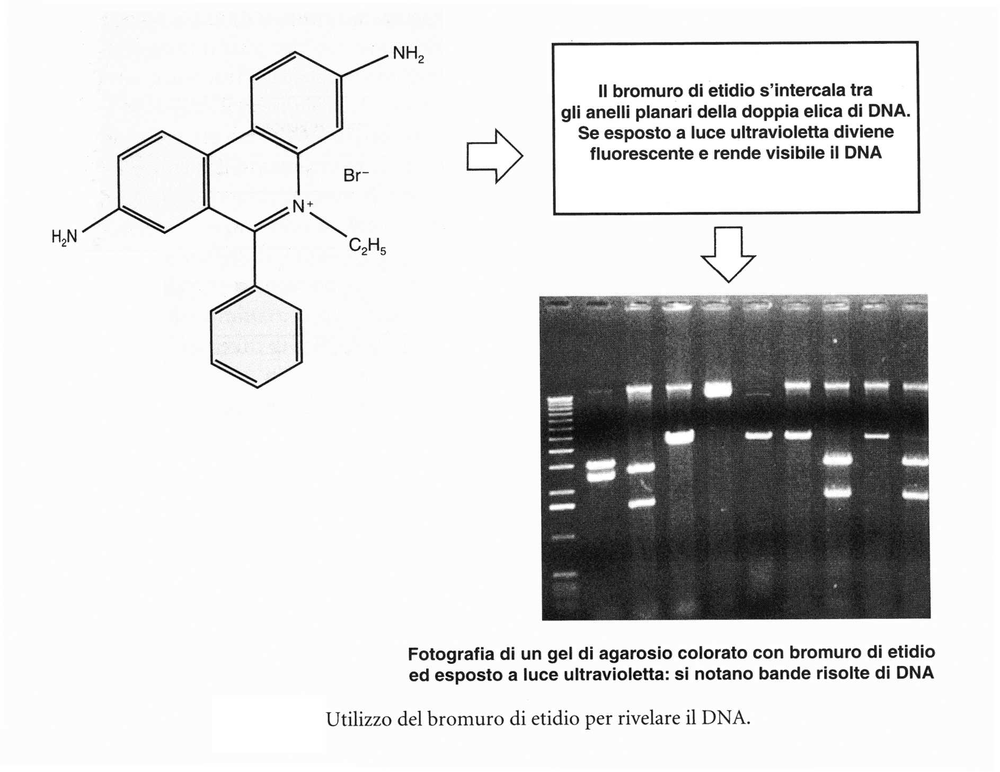 NH₂
Br⁻
N⁺
H₂N
C₂H₅
Il bromuro di etidio s'intercala tra
gli anelli planari della doppia elica di DNA.
Se esposto a luce ultravioletta diviene
fluorescente e rende visibile il DNA
Fotografia di un gel di agarosio colorato con bromuro di etidio
ed esposto a luce ultravioletta: si notano bande risolte di DNA
Utilizzo del bromuro di etidio per rivelare il DNA.